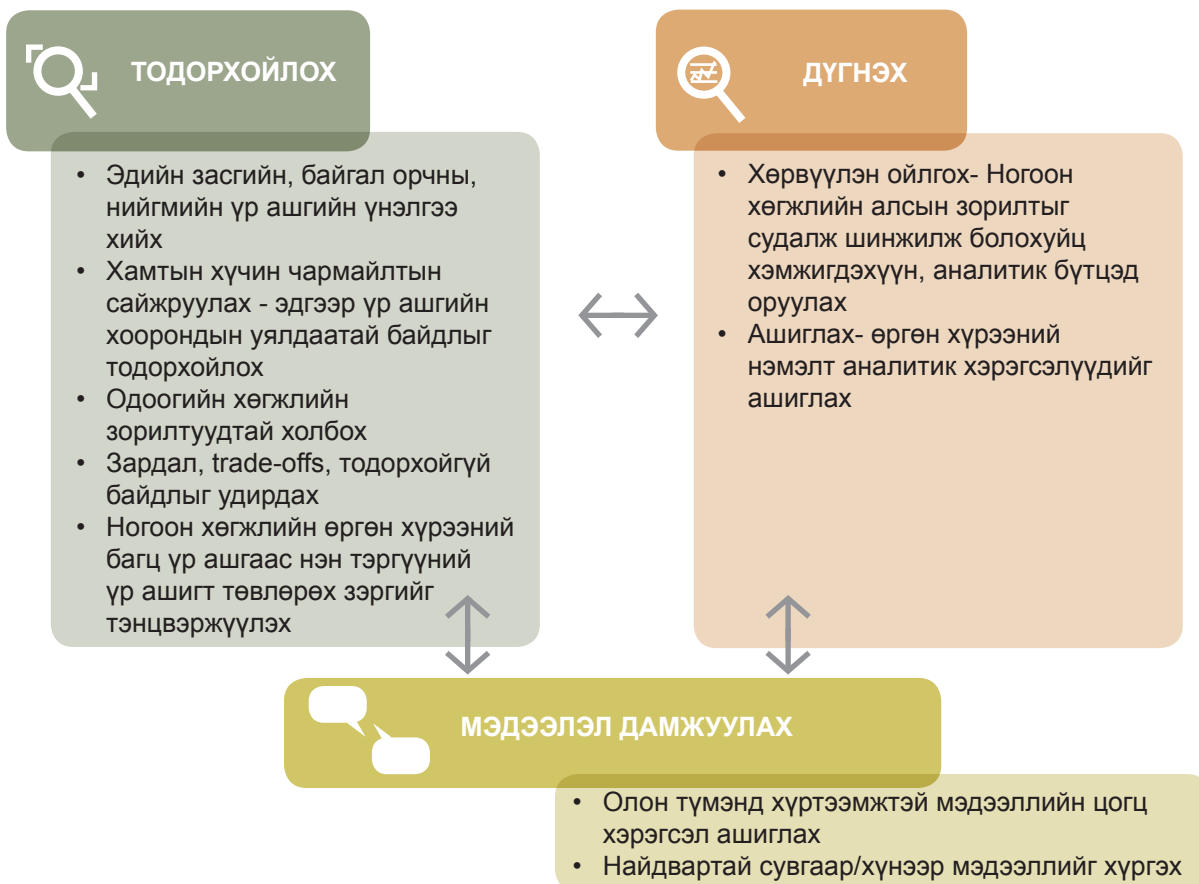 ТОДОРХОЙЛОХ
• Эдийн засгийн, байгал орчны,
нийгмийн үр ашгийн үнэлгээ
хийх
• Хамтын хүчин чармайлтын
сайжруулах - эдгээр үр ашгийн
хоорондын уялдаатай байдлыг
тодорхойлох
• Одоогийн хөгжлийн
зорилтуудтай холбох
• Зардал, trade-offs, тодорхойгүй
байдлыг удирдах
• Ногоон хөгжлийн өргөн хүрээний
багц үр ашгаас нэн тэргүүний
үр ашигт төвлөрөх зэргийг
тэнцвэржүүлэх
ДҮГНЭХ
• Хөрвүүлэн ойлгох- Ногоон
хөгжлийн алсын зорилтыг
судалж шинжилж болохуйц
хэмжигдэхүүн, аналитик бүтцэд
оруулах
• Ашиглах- өргөн хүрээний
нэмэлт аналитик хэрэгсэлүүдийг
ашиглах
МЭДЭЭЛЭЛ ДАМЖУУЛАХ
• Олон түмэнд хүртээмжтэй мэдээллийн цогц
хэрэгсэл ашиглах
• Найдвартай сувгаар/хүнээр мэдээллийг хүргэх